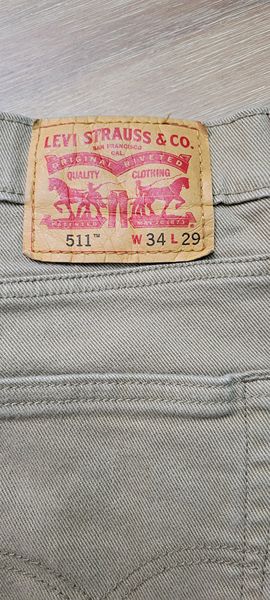 LEVI STRAUSS & CO.
SAN FRANCISCO
CAL.
ORIGINAL RIVETED
QUALITY CLOTHING
511™ W 34 L 29